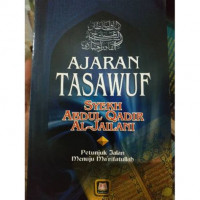 AJARAN
TASAWUF
SYEKH
ABDUL QADIR
AL-JAILANI
Petunjuk Jalan
Menuju Ma'rifatullah